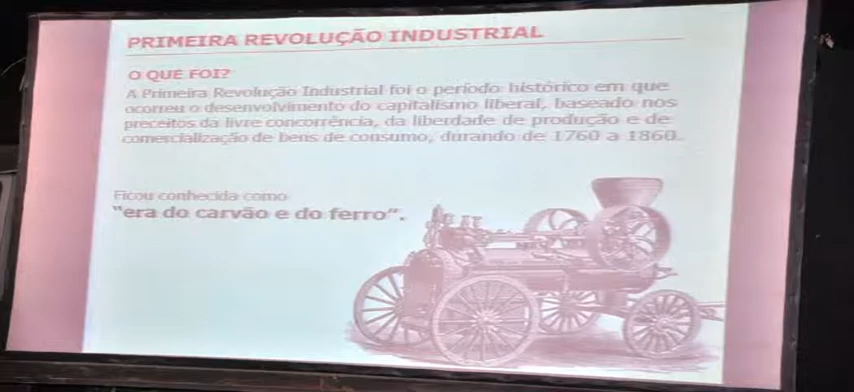 PRIMEIRA REVOLUÇÃO INDUSTRIAL
O QUE FOI?
A Primeira Revolução Industrial foi o período histórico em que
ocorreu o desenvolvimento do capitalismo liberal, baseado nos
preceitos da livre concorrência, da liberdade de produção e de
comercialização de bens de consumo, durando de 1760 a 1860.
Ficou conhecida como
"era do carvão e do ferro".